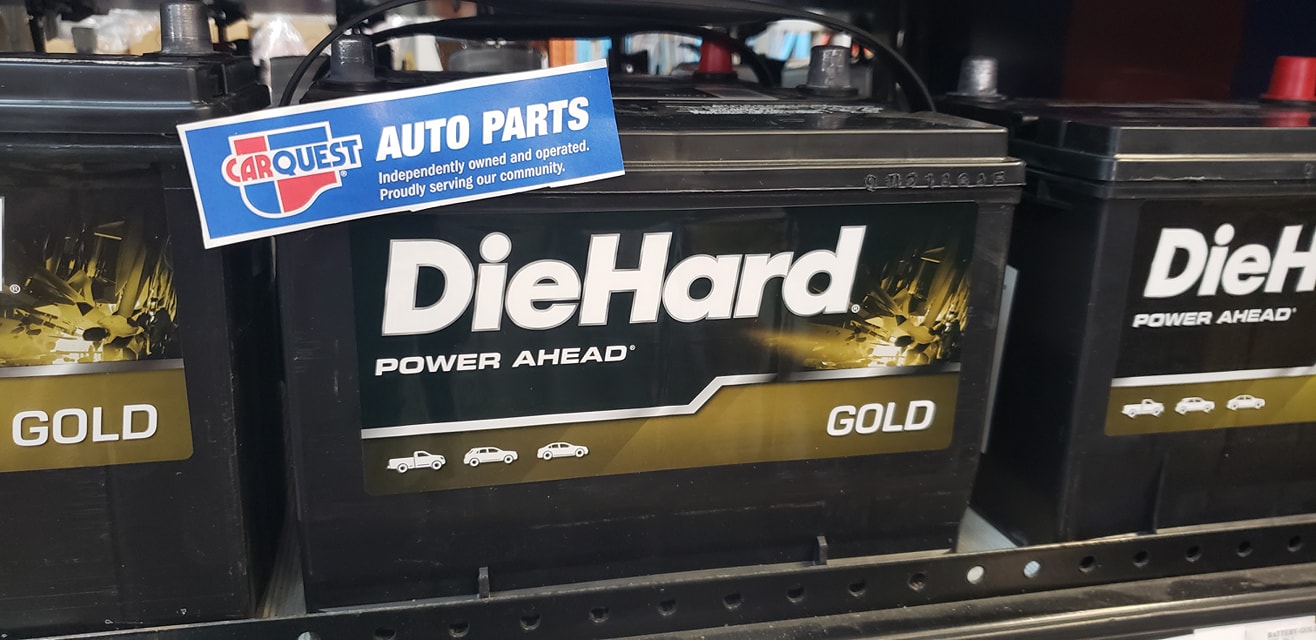 CARQUEST®
AUTO PARTS
Independently owned and operated.
Proudly serving our community.
DieHard®
POWER AHEAD®
GOLD
®
GOLD
DieH
POWER AHEAD®